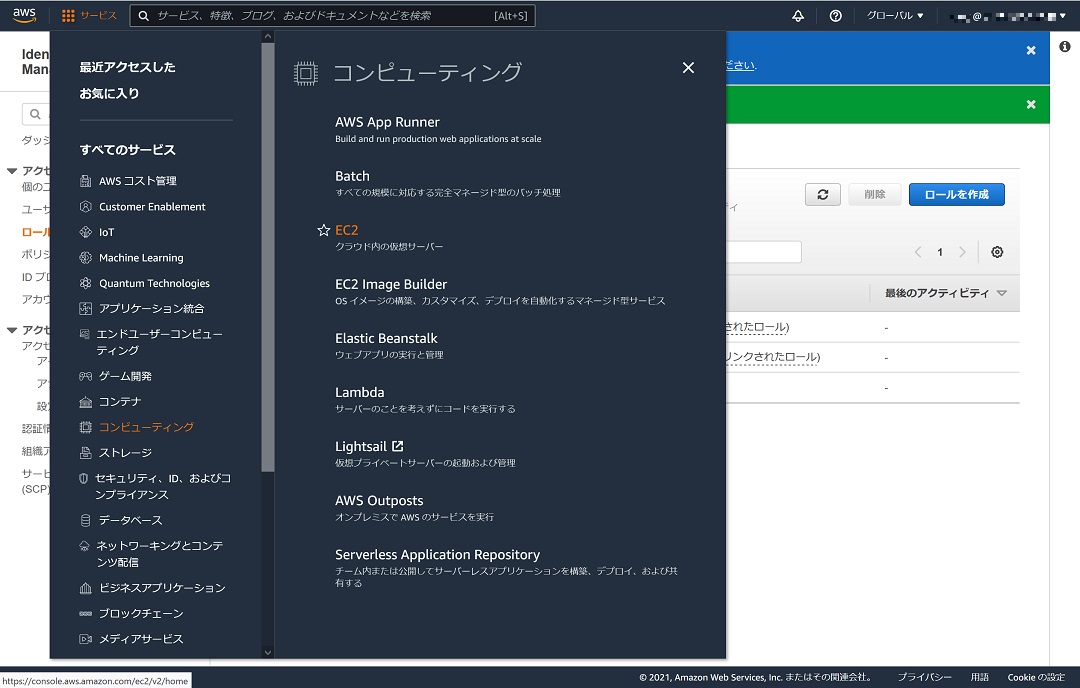 aws
サービス
サービス、特徴、ブログ、およびドキュメントなどを検索
[Alt+S]
グローバル
@
Iden
Man
ダッシ
アクセ
個のコ
ユーサ
ロール
ポリシ
ID プロ
アカウ
アクセ
アクセ
ア
ア
設
認証情
組織ア
サービ
(SCP)
最近アクセスした
お気に入り
すべてのサービス
AWS コスト管理
Customer Enablement
IoT
Machine Learning
Quantum Technologies
アプリケーション統合
エンドユーザーコンピュー
ティング
ゲーム開発
コンテナ
コンピューティング
ストレージ
セキュリティ、ID、およびコ
ンプライアンス
データベース
ネットワーキングとコンテ
ンツ配信
ビジネスアプリケーション
ブロックチェーン
メディアサービス
コンピューティング
AWS App Runner
Build and run production web applications at scale
Batch
すべての規模に対応する完全マネージド型のバッチ処理
EC2
クラウド内の仮想サーバー
EC2 Image Builder
OS イメージの構築、カスタマイズ、デプロイを自動化するマネージド型サービス
Elastic Beanstalk
ウェブアプリの実行と管理
Lambda
サーバーのことを考えずにコードを実行する
Lightsail
仮想プライベートサーバーの起動および管理
AWS Outposts
オンプレミスで AWS のサービスを実行
Serverless Application Repository
チーム内または公開してサーバーレスアプリケーションを構築、デプロイ、および共
有する
ださい.
ィ
削除
ロールを作成
1
最後のアクティビティ
されたロール)
-
リンクされたロール)
-
-
https://console.aws.amazon.com/ec2/v2/home
© 2021, Amazon Web Services, Inc. またはその関連会社。
プライバシー
用語
Cookie の設定